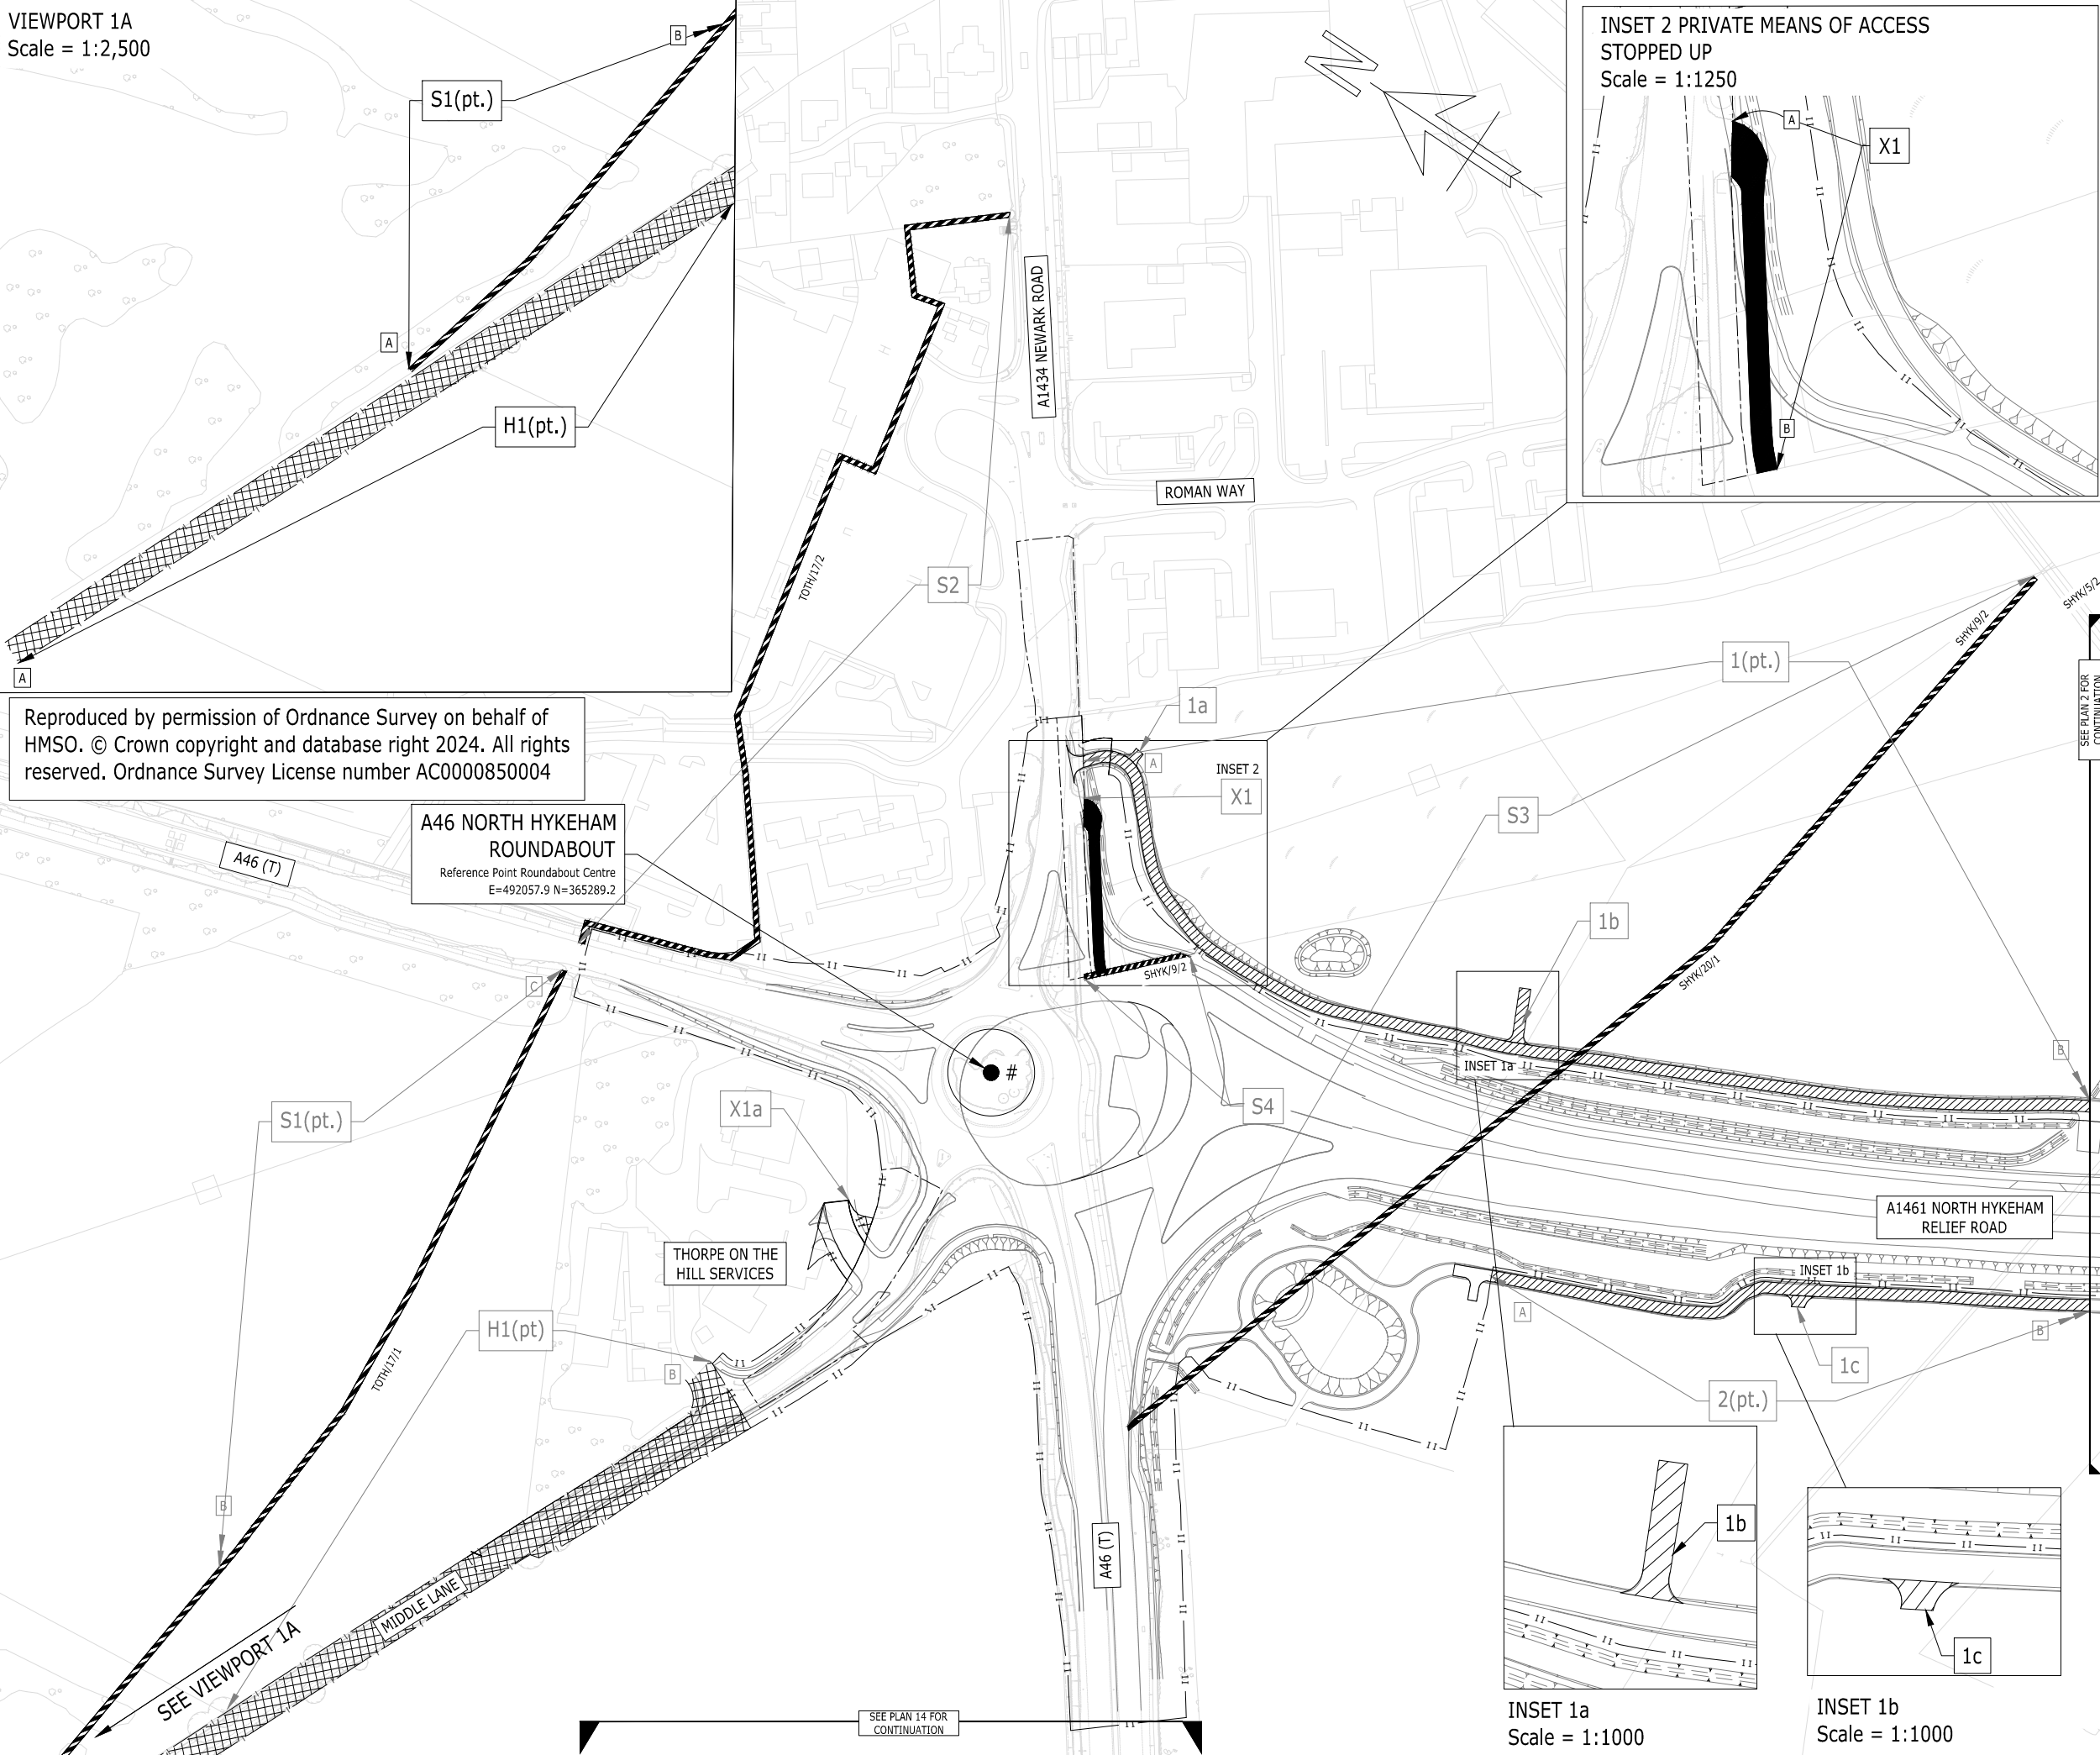 VIEWPORT 1A
Scale = 1:2,500
B
S1(pt.)
A
H1(pt.)
A
INSET 2 PRIVATE MEANS OF ACCESS
STOPPED UP
Scale = 1:1250
A
X1
B
N
A1434 NEWARK ROAD
ROMAN WAY
S2
TOTH/17/2
SHYK/5/2
SHYK/9/2
1(pt.)
SEE PLAN 2 FOR
CONTINUATION
Reproduced by permission of Ordnance Survey on behalf of
HMSO. © Crown copyright and database right 2024. All rights
reserved. Ordnance Survey License number AC0000850004
1a
A
INSET 2
X1
S3
A46 NORTH HYKEHAM
ROUNDABOUT
Reference Point Roundabout Centre
E=492057.9 N=365289.2
A46 (T)
1b
SHYK/9/2
SHYK/20/1
C
#
INSET 1a
B
S1(pt.)
X1a
S4
A1461 NORTH HYKEHAM
RELIEF ROAD
THORPE ON THE
HILL SERVICES
INSET 1b
A
B
H1(pt)
B
1c
TOTH/17/1
2(pt.)
B
A46 (T)
1b
MIDDLE LANE
SEE VIEWPORT 1A
1c
SEE PLAN 14 FOR
CONTINUATION
INSET 1a
Scale = 1:1000
INSET 1b
Scale = 1:1000